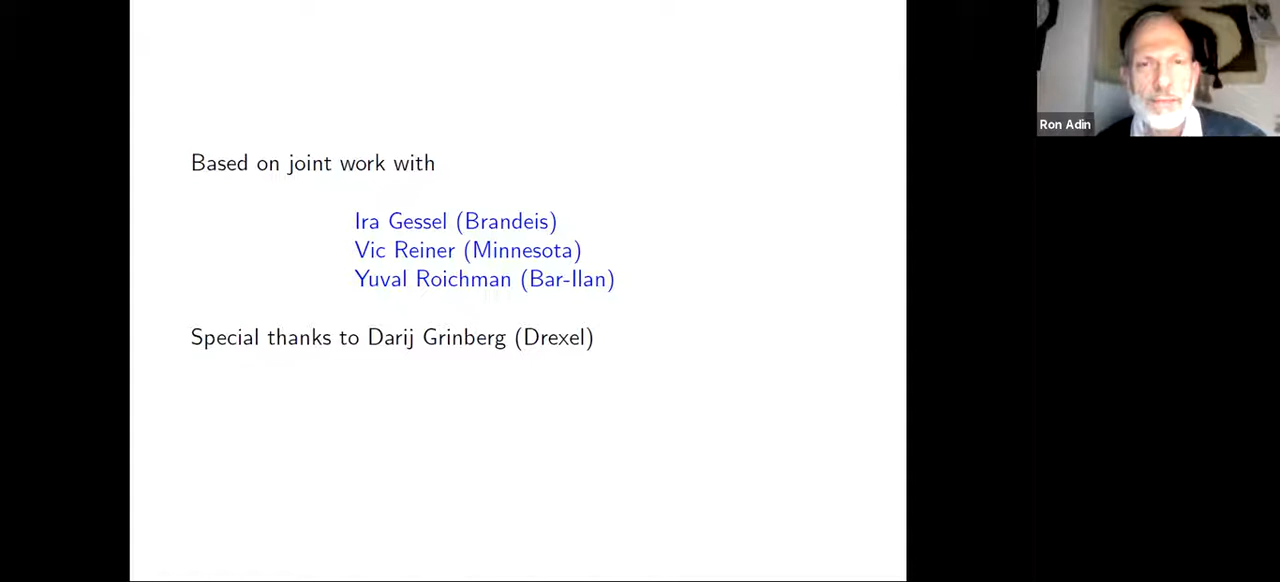 Based on joint work with
Ira Gessel (Brandeis)
Vic Reiner (Minnesota)
Yuval Roichman (Bar-Ilan)
Special thanks to Darij Grinberg (Drexel)
Ron Adin